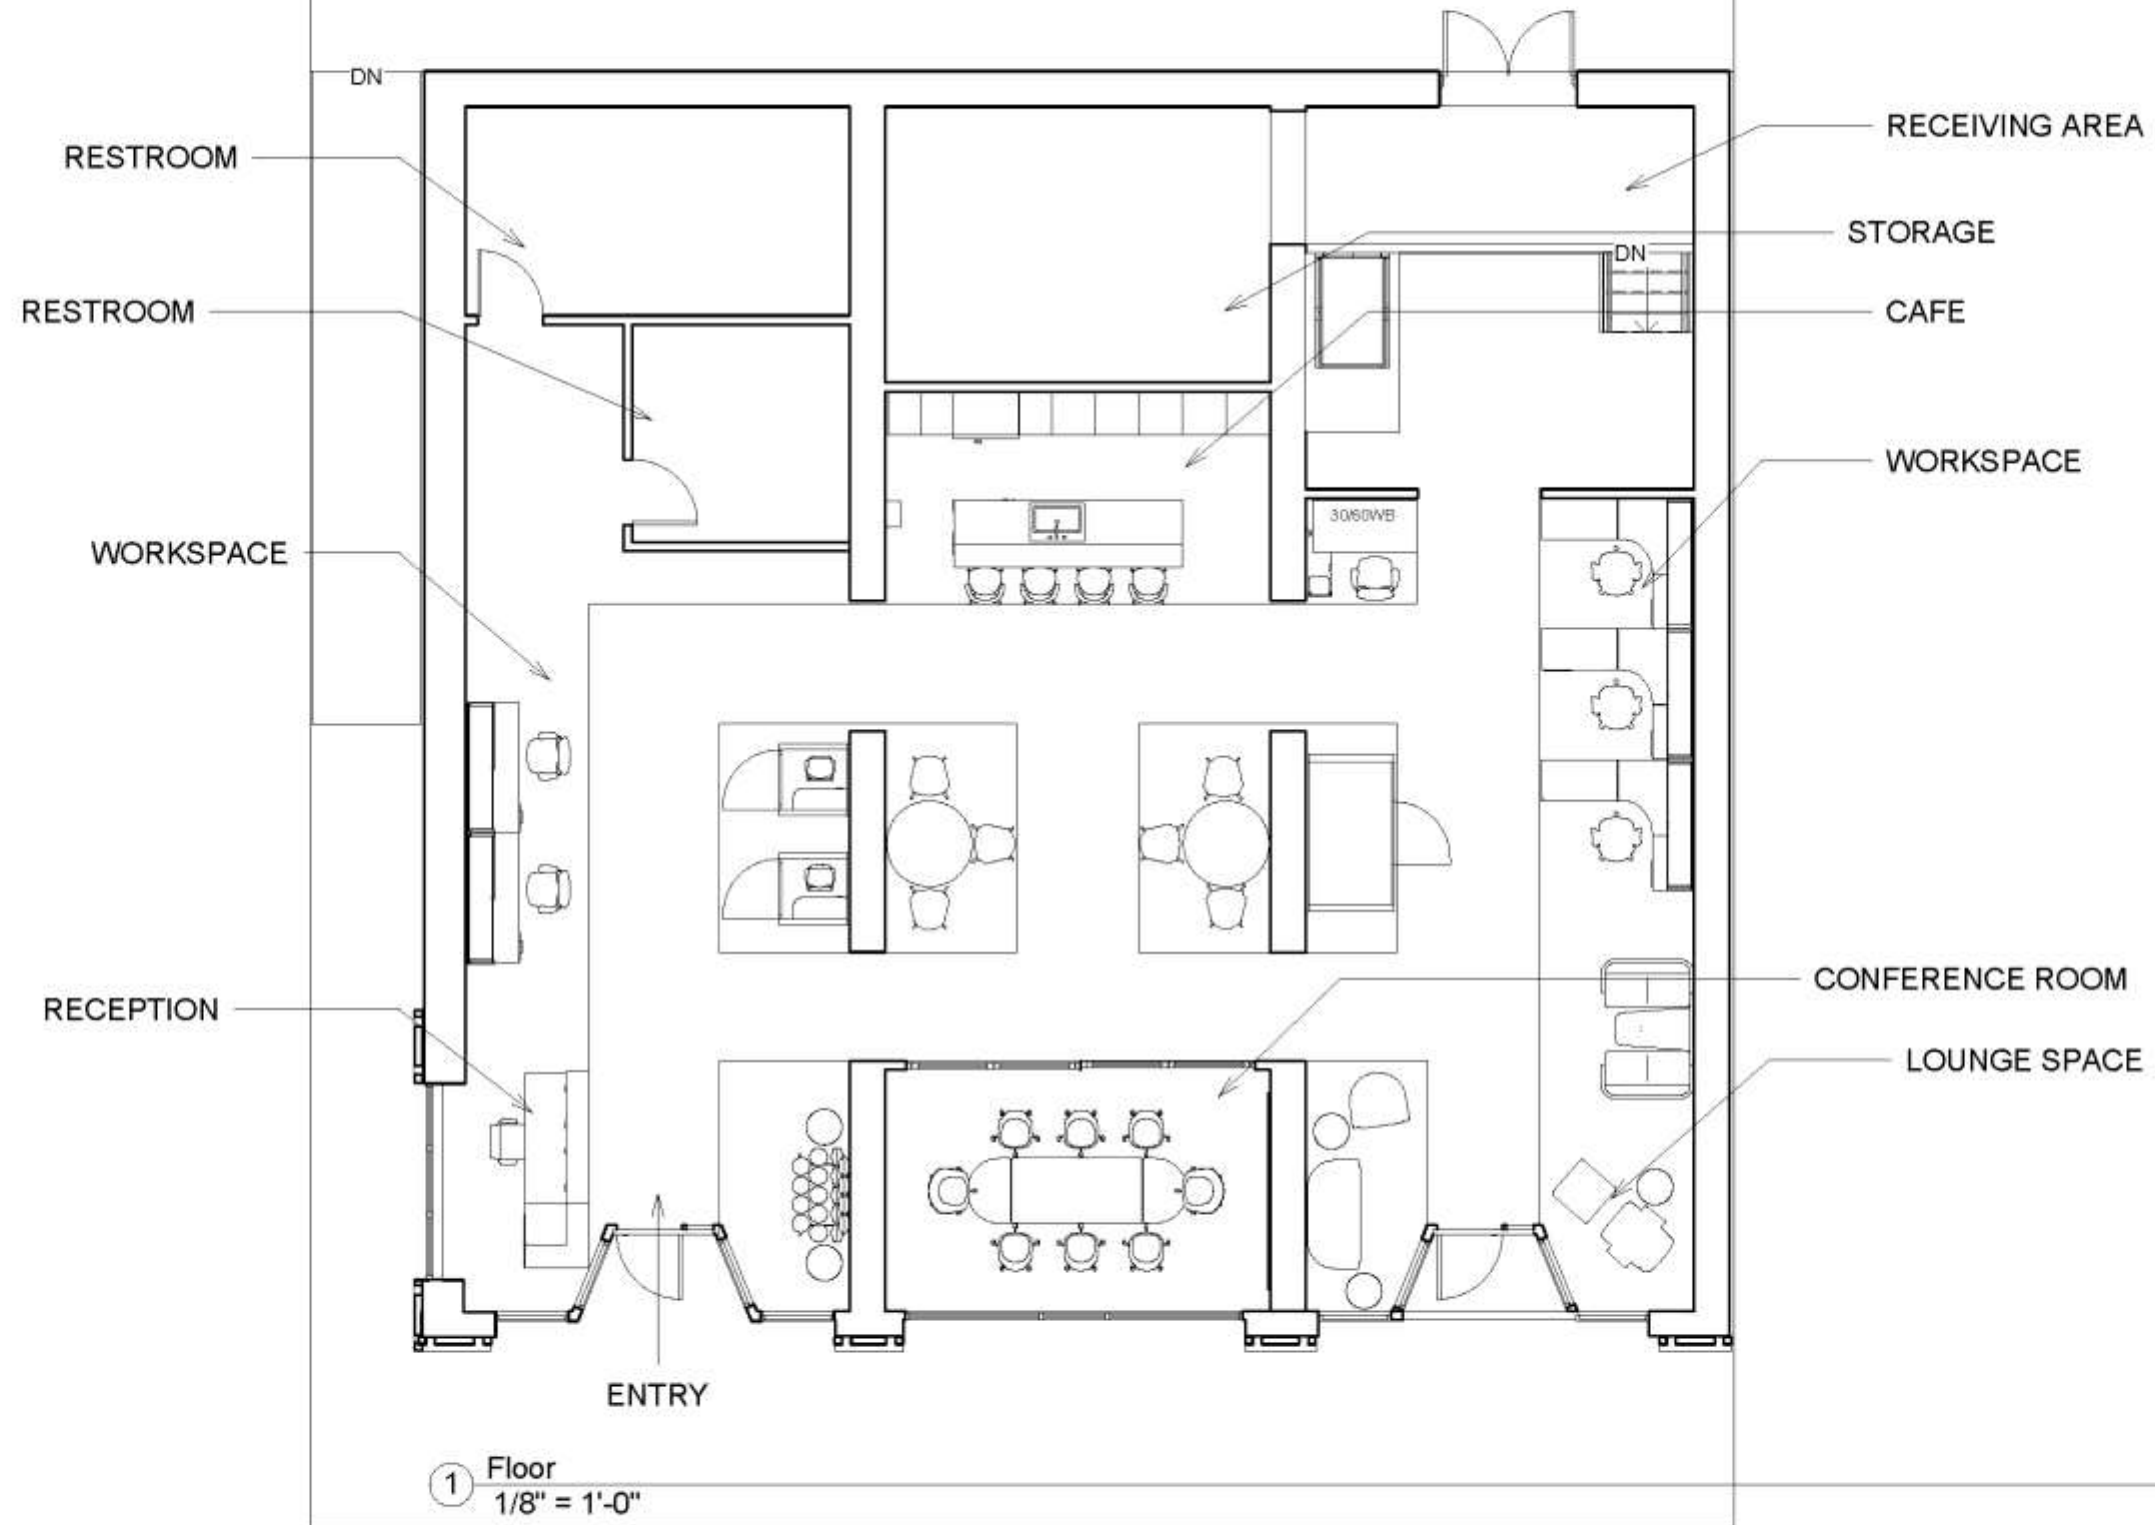 DN
RECEIVING AREA
RESTROOM
STORAGE
DN
RESTROOM
CAFE
WORKSPACE
30/60WB
WORKSPACE
CONFERENCE ROOM
RECEPTION
LOUNGE SPACE
ENTRY
1
Floor
1/8" = 1'-0"